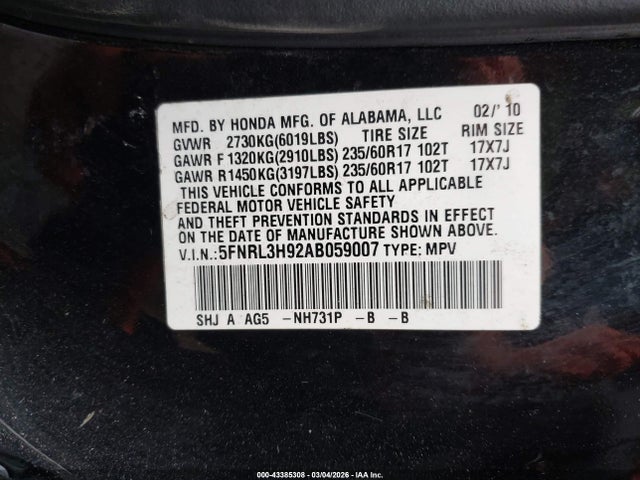 MFD. BY HONDA MFG. OF ALABAMA, LLC 02/'10
GVWR 2730KG(6019LBS) TIRE SIZE RIM SIZE
GAWR F 1320KG(2910LBS) 235/60R17 102T 17X7J
GAWR R1450KG(3197LBS) 235/60R17 102T 17X7J
THIS VEHICLE CONFORMS TO ALL APPLICABLE
FEDERAL MOTOR VEHICLE SAFETY
AND THEFT PREVENTION STANDARDS IN EFFECT
ON THE DATE OF MANUFACTURE SHOWN ABOVE.
V.I.N.: 5FNRL3H92AB059007 TYPE: MPV
SHJ A AG5 -NH731P -B -B
000-43385308 - 03/04/2026 - IAA Inc.